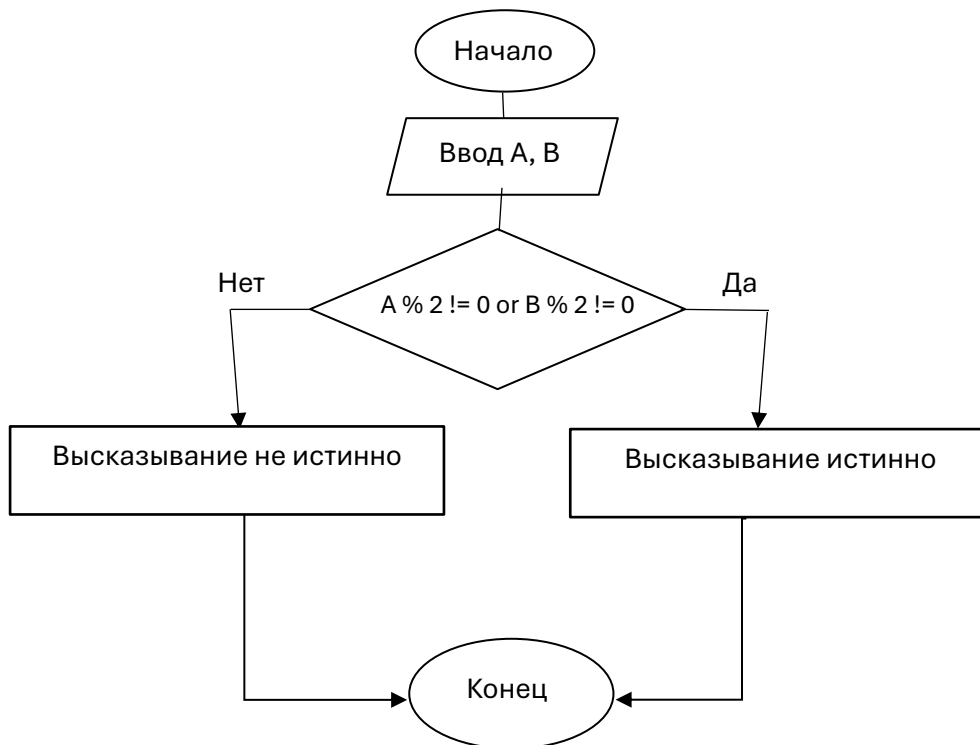 Начало
Ввод А, В
Нет
Да
A % 2 != 0 or B % 2 != 0
Высказывание не истинно
Высказывание истинно
Конец